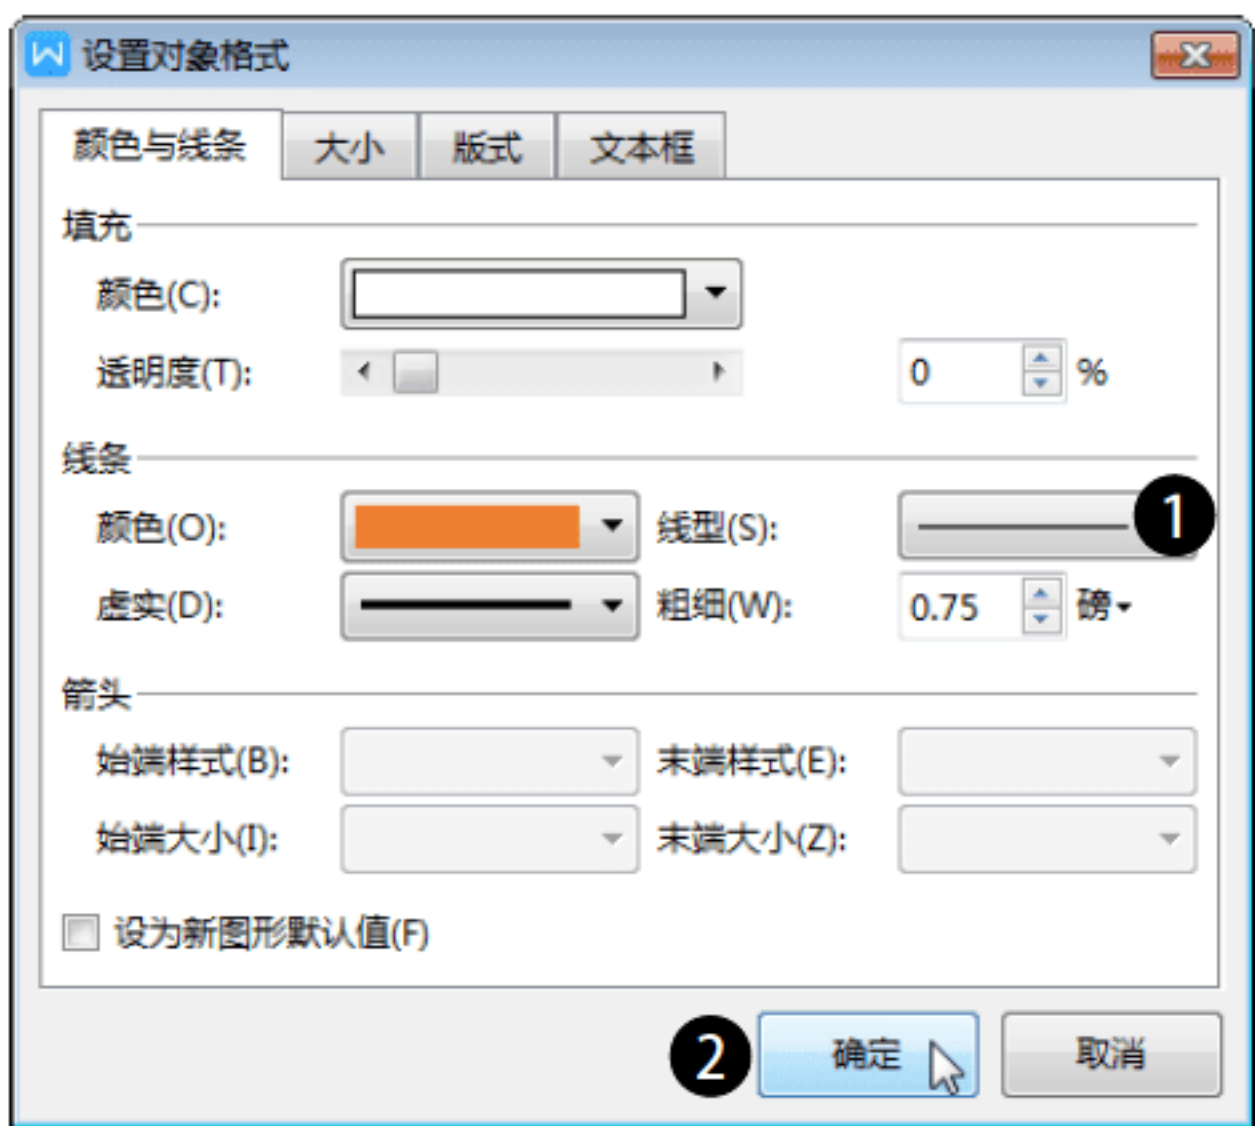 设置对象格式
颜色与线条 大小 版式 文本框
填充
颜色(C):
透明度(T): 0 %
线条
颜色(O): 线型(S): 1
虚实(D): 粗细(W): 0.75 磅
箭头
始端样式(B): 末端样式(E):
始端大小(I): 末端大小(Z):
设为新图形默认值(F)
2 确定 取消